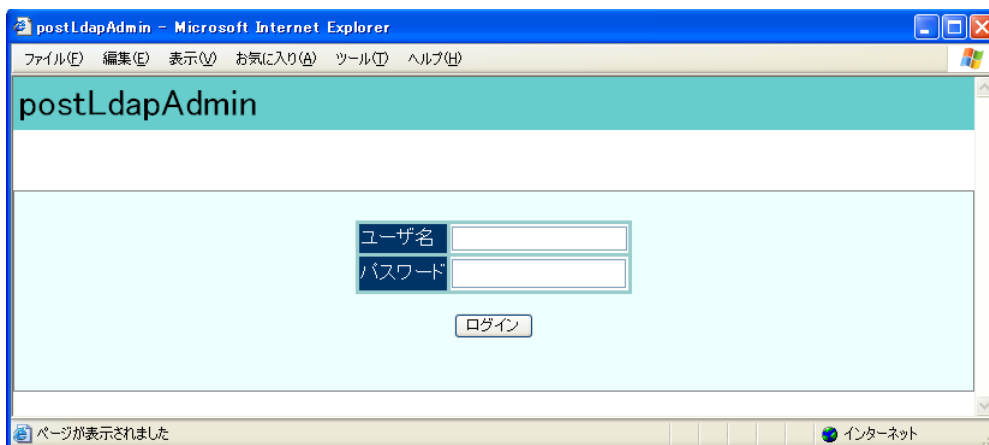 postLdapAdmin - Microsoft Internet Explorer
ファイル(F) 編集(E) 表示(V) お気に入り(A) ツール(T) ヘルプ(H)
postLdapAdmin
ユーザ名
パスワード
ログイン
ページが表示されました インターネット